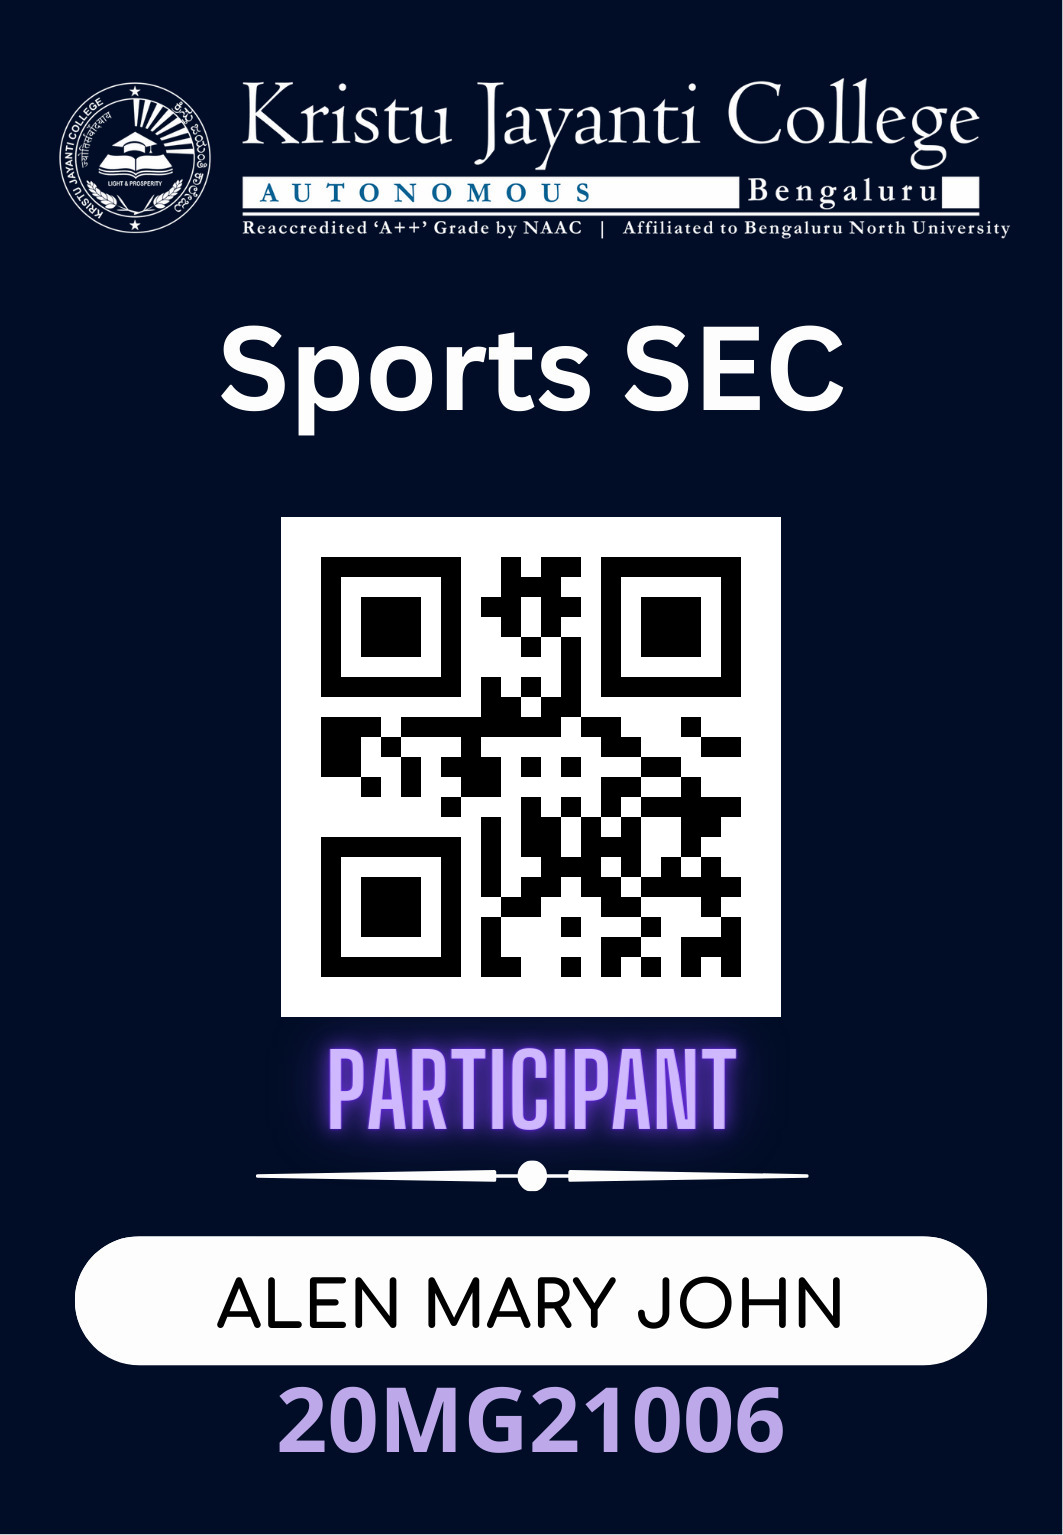 KRISTU JAYANTI COLLEGE
ಕ್ರಿಸ್ತು ಜಯಂತಿ ಕಾಲೇಜು
LIGHT & PROSPERITY
Kristu Jayanti College
AUTONOMOUS Bengaluru
Reaccredited ‘A++’ Grade by NAAC | Affiliated to Bengaluru North University
Sports SEC
PARTICIPANT
ALEN MARY JOHN
20MG21006